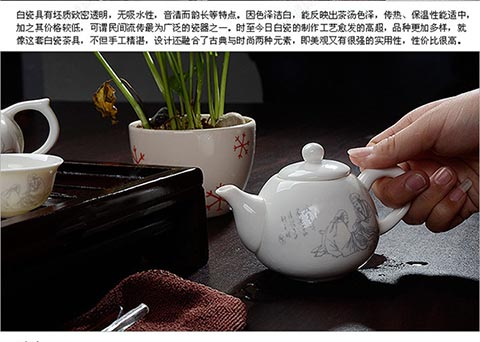 白瓷具有坯质致密透明，无吸水性，音清而韵长等特点。因色泽洁白，能反映出茶汤色泽，传热、保温性能适中，
加之其价格较低，可谓民间流传最为广泛的瓷器之一。时至今日白瓷的制作工艺愈发的高超，品种更加多样，就
像这套白瓷茶具，不但手工精湛，设计还融合了古典与时尚两种元素，即美观又有很强的实用性，性价比很高。